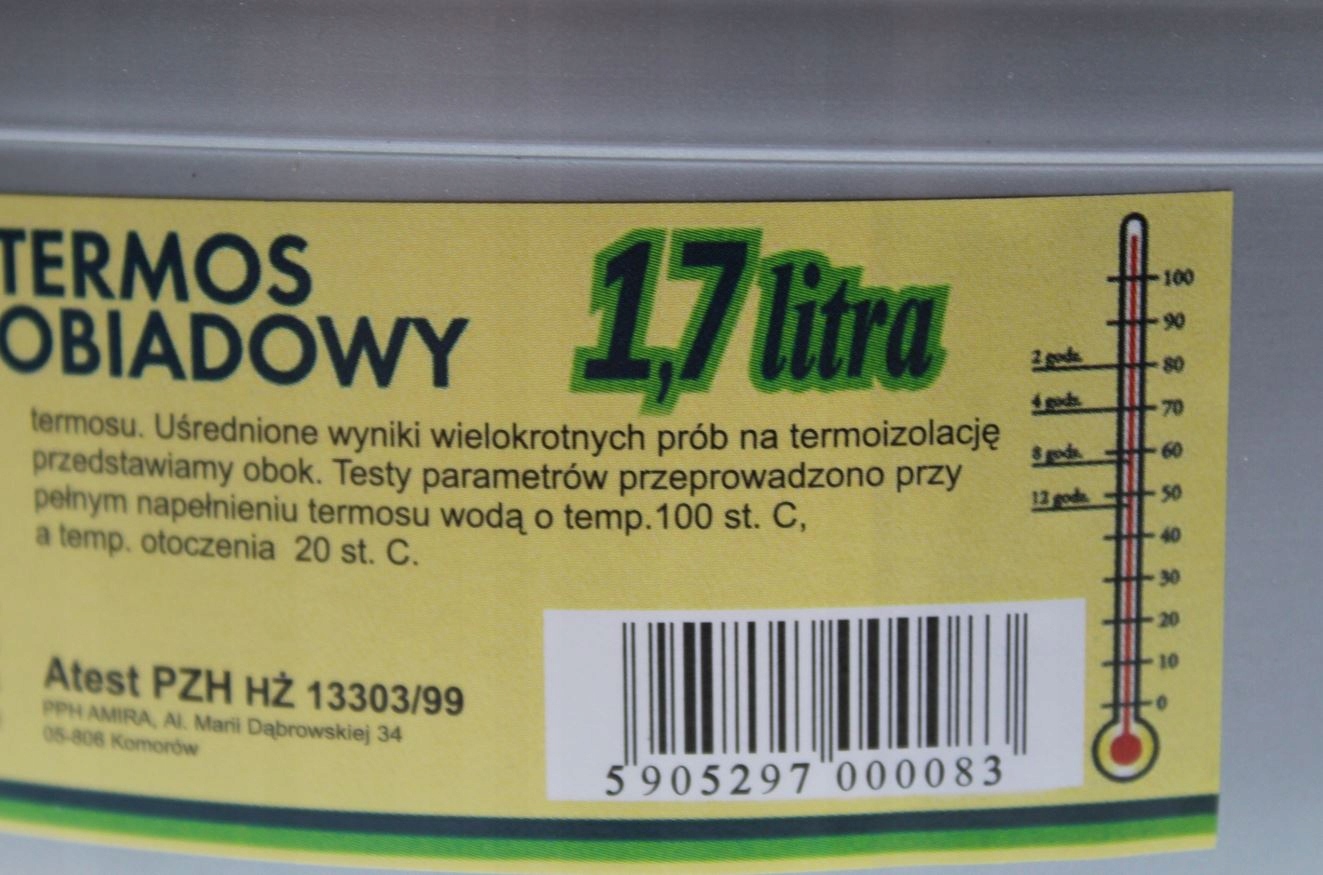 TERMOS
OBIADOWY
1,7 litra
termosu. Uśrednione wyniki wielokrotnych prób na termoizolację
przedstawiamy obok. Testy parametrów przeprowadzono przy
pełnym napełnieniu termosu wodą o temp.100 st. C,
a temp. otoczenia 20 st. C.
Atest PZH HŻ 13303/99
PPH AMIRA, Al. Marii Dąbrowskiej 34
05-806 Komorów
5 905297 000083
100
90
2 godz. 80
4 godz. 70
8 godz. 60
12 godz. 50
40
30
20
10
0